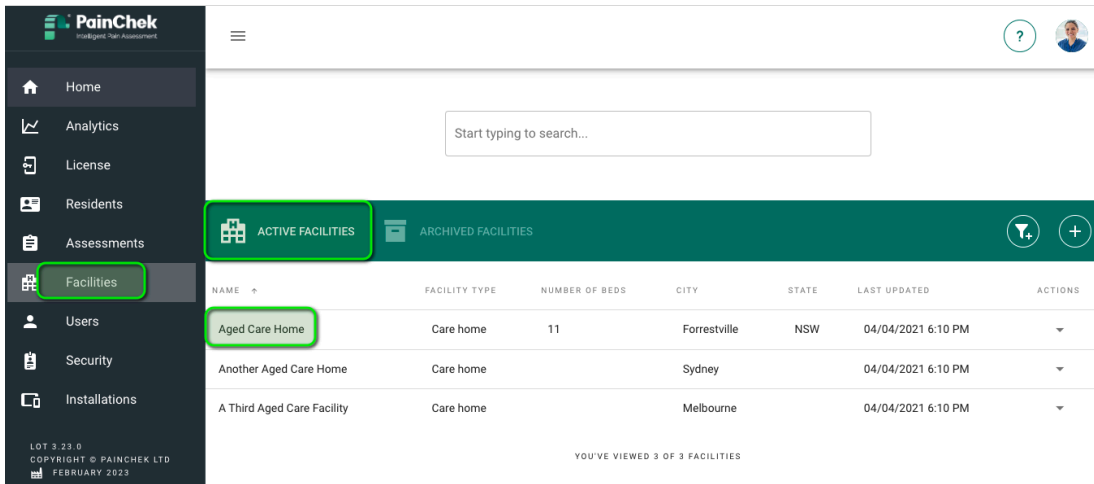 PainChek
Intelligent Pain Assessment
?
Home
Analytics
License
Residents
Assessments
Facilities
Users
Security
Installations
LOT 3.23.0
COPYRIGHT © PAINCHEK LTD
FEBRUARY 2023
Start typing to search...
ACTIVE FACILITIES ARCHIVED FACILITIES
NAME FACILITY TYPE NUMBER OF BEDS CITY STATE LAST UPDATED ACTIONS
Aged Care Home Care home 11 Forrestville NSW 04/04/2021 6:10 PM
Another Aged Care Home Care home Sydney 04/04/2021 6:10 PM
A Third Aged Care Facility Care home Melbourne 04/04/2021 6:10 PM
YOU'VE VIEWED 3 OF 3 FACILITIES